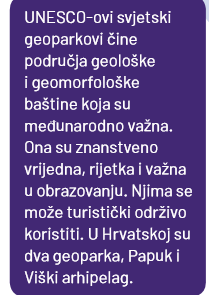 UNESCO-ovi svjetski
geoparkovi čine
područja geološke
i geomorfološke
baštine koja su
međunarodno važna.
Ona su znanstveno
vrijedna, rijetka i važna
u obrazovanju. Njima se
može turistički održivo
koristiti. U Hrvatskoj su
dva geoparka, Papuk i
Viški arhipelag.